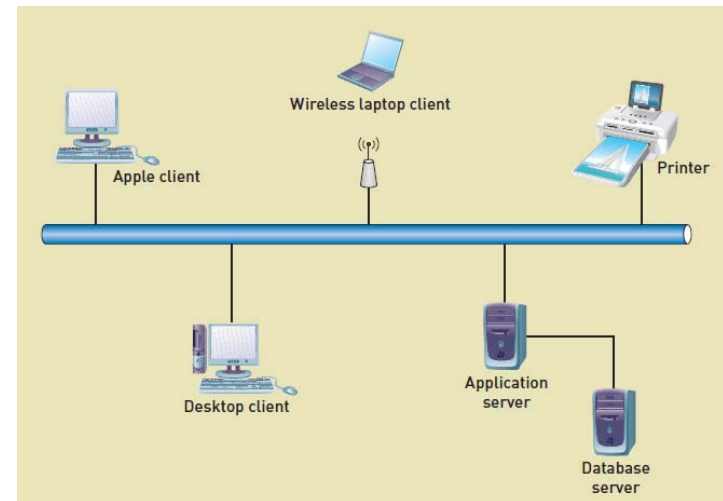 Wireless laptop client
Apple client
Printer
Desktop client
Application
server
Database
server